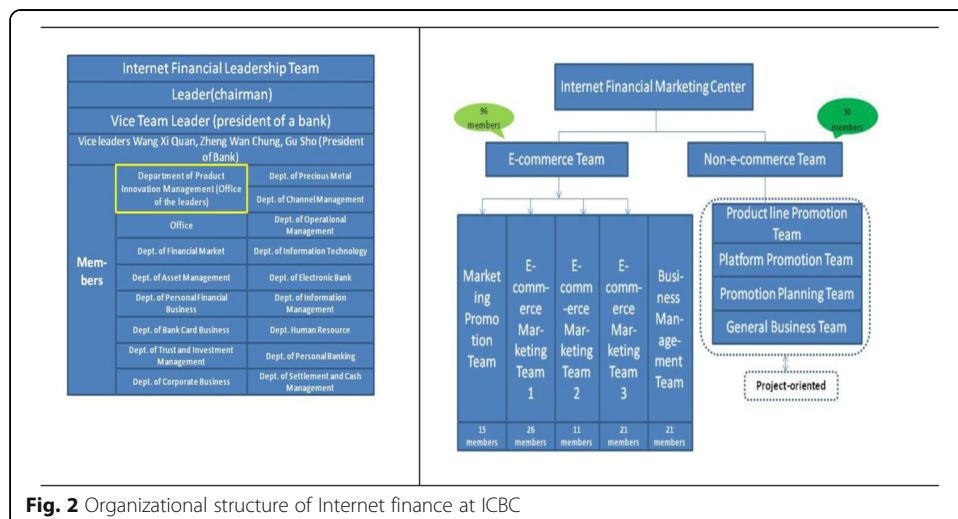 Internet Financial Leadership Team
Leader(chairman)
Vice Team Leader (president of a bank)
Vice leaders Wang Xi Quan, Zheng Wan Chung, Gu Sho (President
of Bank)
Mem-
bers
Department of Product
Innovation Management (Office
of the leaders)
Dept. of Precious Metal
Dept. of Channel Management
Office
Dept. of Operational
Management
Dept. of Financial Market
Dept. of Information Technology
Dept. of Asset Management
Dept. of Electronic Bank
Dept. of Personal Financial
Business
Dept. of Information
Management
Dept. of Bank Card Business
Dept. Human Resource
Dept. of Trust and Investment
Management
Dept. of Personal Banking
Dept. of Corporate Business
Dept. of Settlement and Cash
Management
Internet Financial Marketing Center
96
members
30
members
E-commerce Team
Non-e-commerce Team
Market
ing
Promo
tion
Team
E-
comm
erce
Mar-
keting
Team
1
E-
comm
-erce
Mar-
keting
Team
2
E-
comm
erce
Mar-
keting
Team
3
Busi-
ness
Man-
age-
ment
Team
15
members
26
members
11
members
21
members
21
members
Product line Promotion
Team
Platform Promotion Team
Promotion Planning Team
General Business Team
Project-oriented
Fig. 2 Organizational structure of Internet finance at ICBC